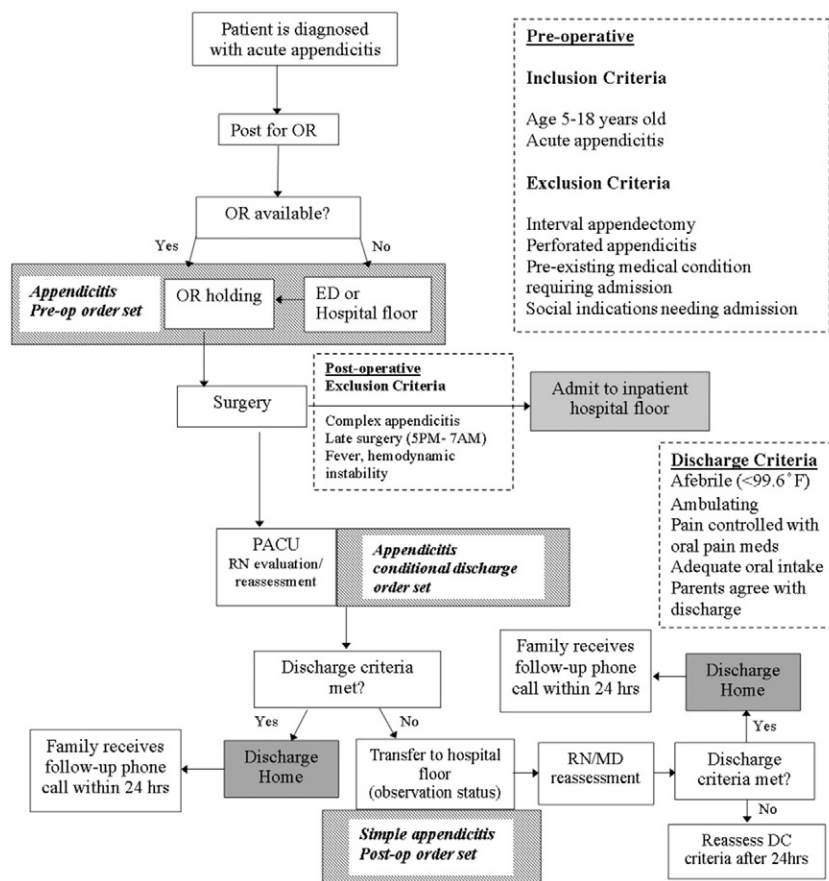 Patient is diagnosed
with acute appendicitis
Post for OR
OR available?
Yes
No
Appendicitis
Pre-op order set
OR holding
ED or
Hospital floor
Pre-operative
Inclusion Criteria
Age 5-18 years old
Acute appendicitis
Exclusion Criteria
Interval appendectomy
Perforated appendicitis
Pre-existing medical condition
requiring admission
Social indications needing admission
Surgery
Post-operative
Exclusion Criteria
Complex appendicitis
Late surgery (5PM- 7AM)
Fever, hemodynamic
instability
Admit to inpatient
hospital floor
Discharge Criteria
Afebrile (<99.6°F)
Ambulating
Pain controlled with
oral pain meds
Adequate oral intake
Parents agree with
discharge
PACU
RN evaluation/
reassessment
Appendicitis
conditional discharge
order set
Discharge criteria
met?
Yes
No
Discharge
Home
Family receives
follow-up phone
call within 24 hrs
Transfer to hospital
floor
(observation status)
Simple appendicitis
Post-op order set
RN/MD
reassessment
Discharge
criteria met?
Yes
Discharge
Home
Family receives
follow-up phone
call within 24 hrs
No
Reassess DC
criteria after 24hrs